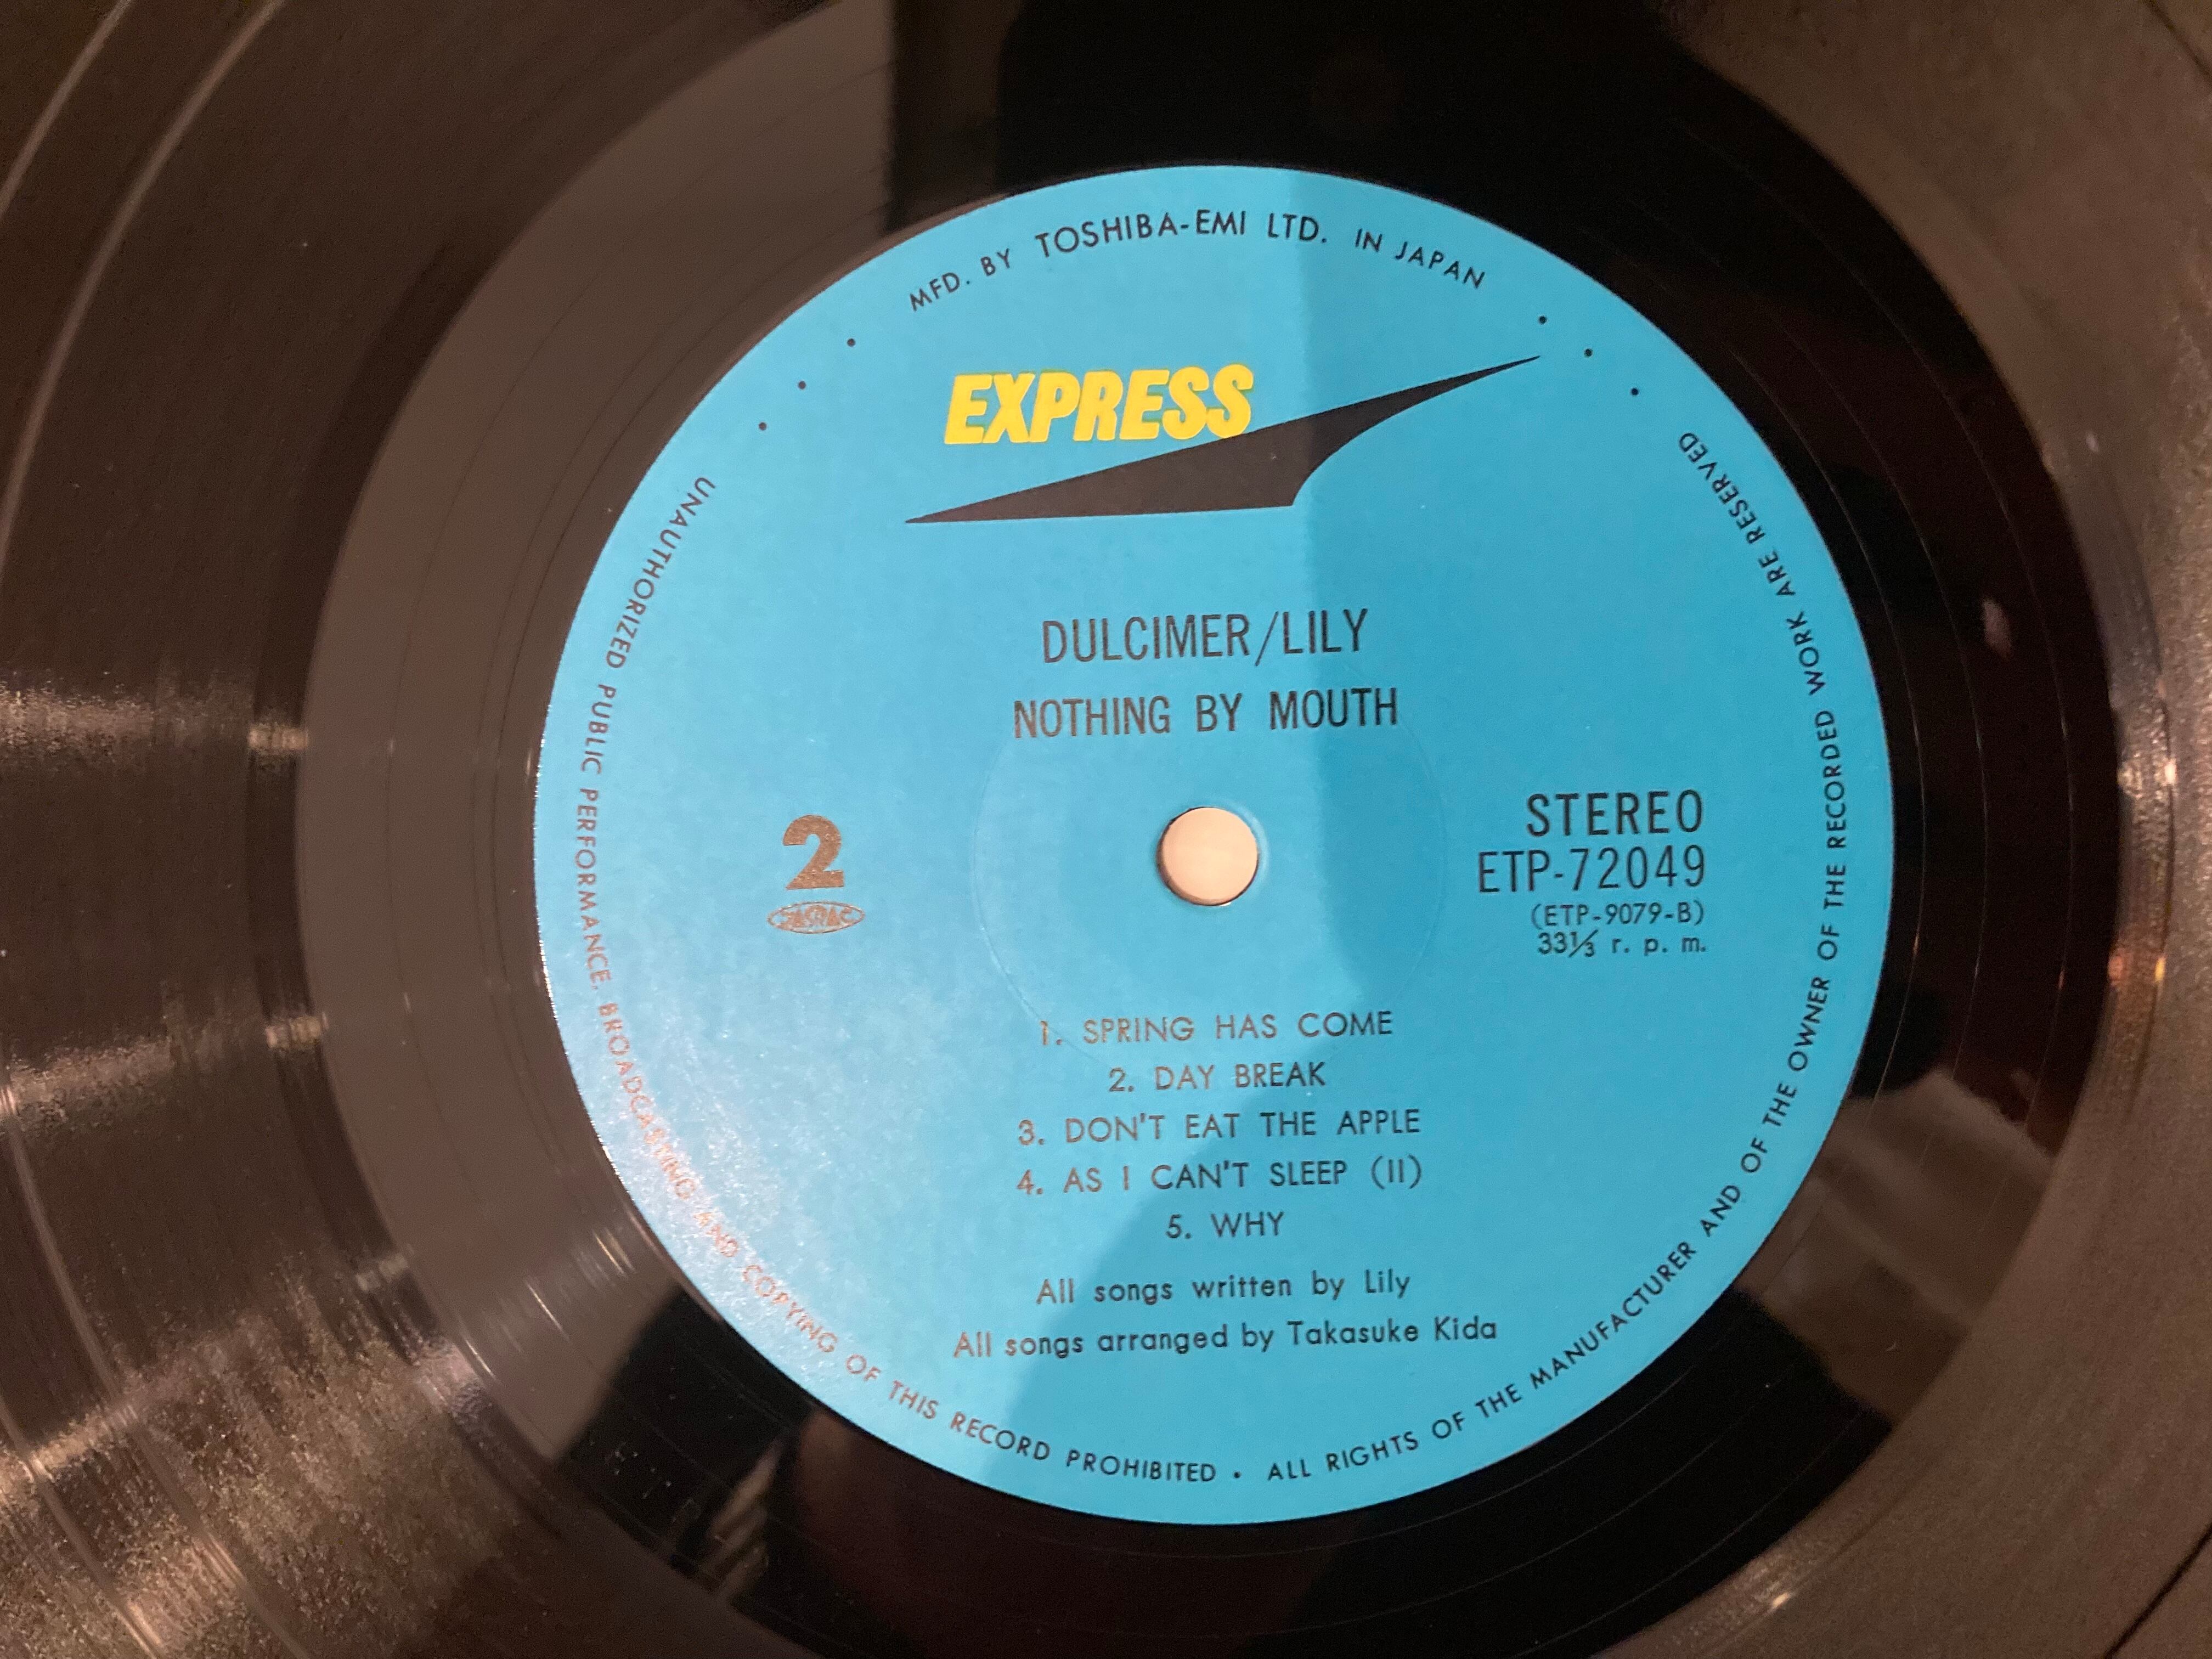 MFD. BY TOSHIBA-EMI LTD. IN JAPAN
EXPRESS
DULCIMER/LILY
NOTHING BY MOUTH
2
JASRAC
STEREO
ETP-72049
(ETP-9079-B)
33⅓ r. p. m.
1. SPRING HAS COME
2. DAY BREAK
3. DON'T EAT THE APPLE
4. AS I CAN'T SLEEP (II)
5. WHY
All songs written by Lily
All songs arranged by Takasuke Kida
UNAUTHORIZED PUBLIC PERFORMANCE, BROADCASTING AND COPYING OF THIS RECORD PROHIBITED • ALL RIGHTS OF THE MANUFACTURER AND OF THE OWNER OF THE RECORDED WORK ARE RESERVED